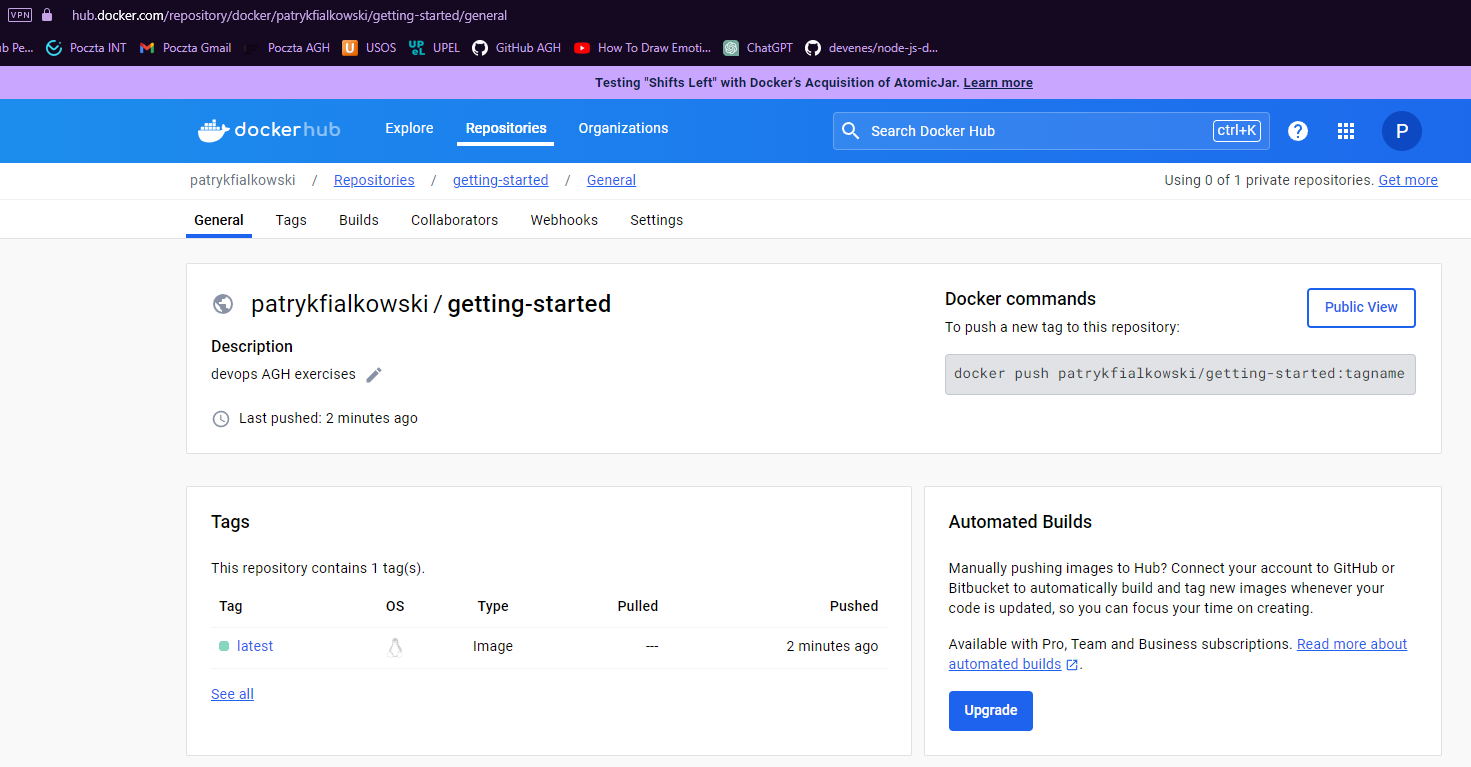 VPN hub.docker.com/repository/docker/patrykfialkowski/getting-started/general
b Pe... Poczta INT Poczta Gmail Poczta AGH USOS UPEL GitHub AGH How To Draw Emoti... ChatGPT devenes/node-js-d...
Testing "Shifts Left" with Docker's Acquisition of AtomicJar. Learn more
dockerhub Explore Repositories Organizations Search Docker Hub ctrl+K ? P
patrykfialkowski / Repositories / getting-started / General Using 0 of 1 private repositories. Get more
General Tags Builds Collaborators Webhooks Settings
patrykfialkowski / getting-started
Description
devops AGH exercises
Last pushed: 2 minutes ago
Docker commands
Public View
To push a new tag to this repository:
docker push patrykfialkowski/getting-started:tagname
Tags
This repository contains 1 tag(s).
Tag OS Type Pulled Pushed
latest Image --- 2 minutes ago
See all
Automated Builds
Manually pushing images to Hub? Connect your account to GitHub or
Bitbucket to automatically build and tag new images whenever your
code is updated, so you can focus your time on creating.
Available with Pro, Team and Business subscriptions. Read more about
automated builds .
Upgrade